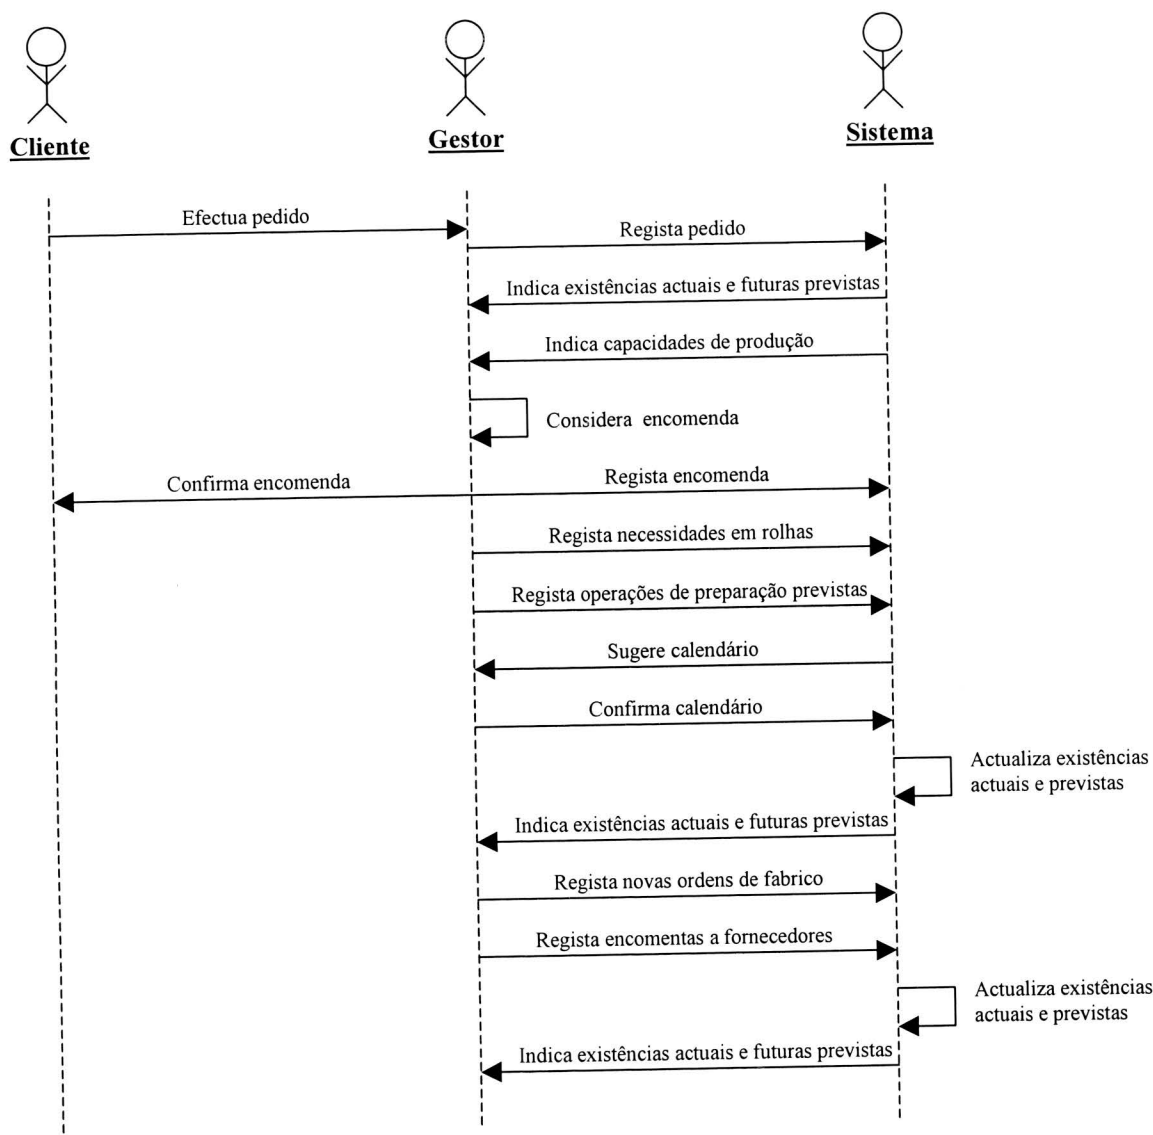 Cliente
Gestor
Sistema
Efectua pedido
Regista pedido
Indica existências actuais e futuras previstas
Indica capacidades de produção
Considera encomenda
Confirma encomenda
Regista encomenda
Regista necessidades em rolhas
Regista operações de preparação previstas
Sugere calendário
Confirma calendário
Actualiza existências
actuais e previstas
Indica existências actuais e futuras previstas
Regista novas ordens de fabrico
Regista encomentas a fornecedores
Actualiza existências
actuais e previstas
Indica existências actuais e futuras previstas